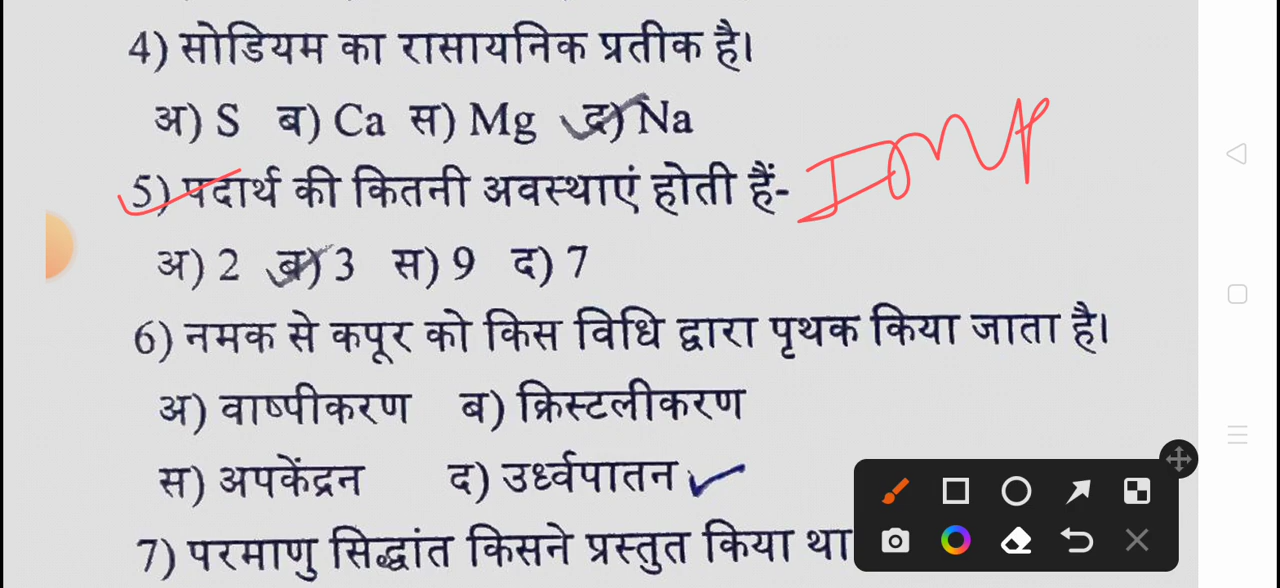 4) सोडियम का रासायनिक प्रतीक है।
अ) S ब) Ca स) Mg द) Na
5) पदार्थ की कितनी अवस्थाएं होती हैं- IMP
अ) 2 ब) 3 स) 9 द) 7
6) नमक से कपूर को किस विधि द्वारा पृथक किया जाता है।
अ) वाष्पीकरण ब) क्रिस्टलीकरण
स) अपकेंद्रन द) उर्ध्वपातन
7) परमाणु सिद्धांत किसने प्रस्तुत किया था